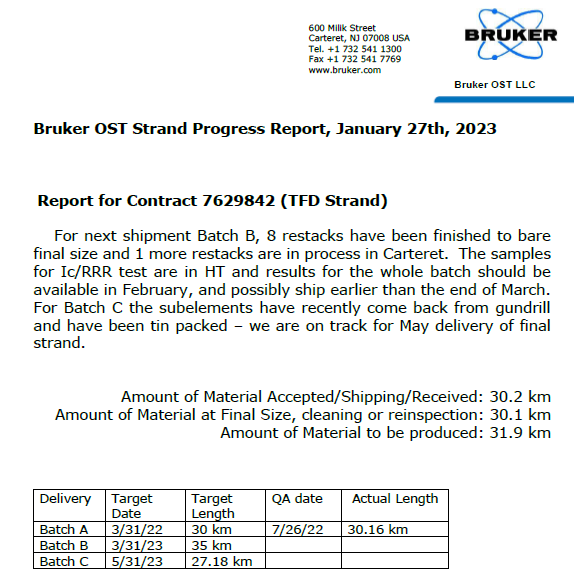 600 Milik Street
Carteret, NJ 07008 USA
Tel. +1 732 541 1300
Fax +1 732 541 7769
www.bruker.com
BRUKER
Bruker OST LLC
Bruker OST Strand Progress Report, January 27th, 2023
Report for Contract 7629842 (TFD Strand)
For next shipment Batch B, 8 restacks have been finished to bare
final size and 1 more restacks are in process in Carteret. The samples
for Ic/RRR test are in HT and results for the whole batch should be
available in February, and possibly ship earlier than the end of March.
For Batch C the subelements have recently come back from gundrill
and have been tin packed – we are on track for May delivery of final
strand.
Amount of Material Accepted/Shipping/Received: 30.2 km
Amount of Material at Final Size, cleaning or reinspection: 30.1 km
Amount of Material to be produced: 31.9 km
Delivery Target Date Target Length QA date Actual Length
Batch A 3/31/22 30 km 7/26/22 30.16 km
Batch B 3/31/23 35 km
Batch C 5/31/23 27.18 km